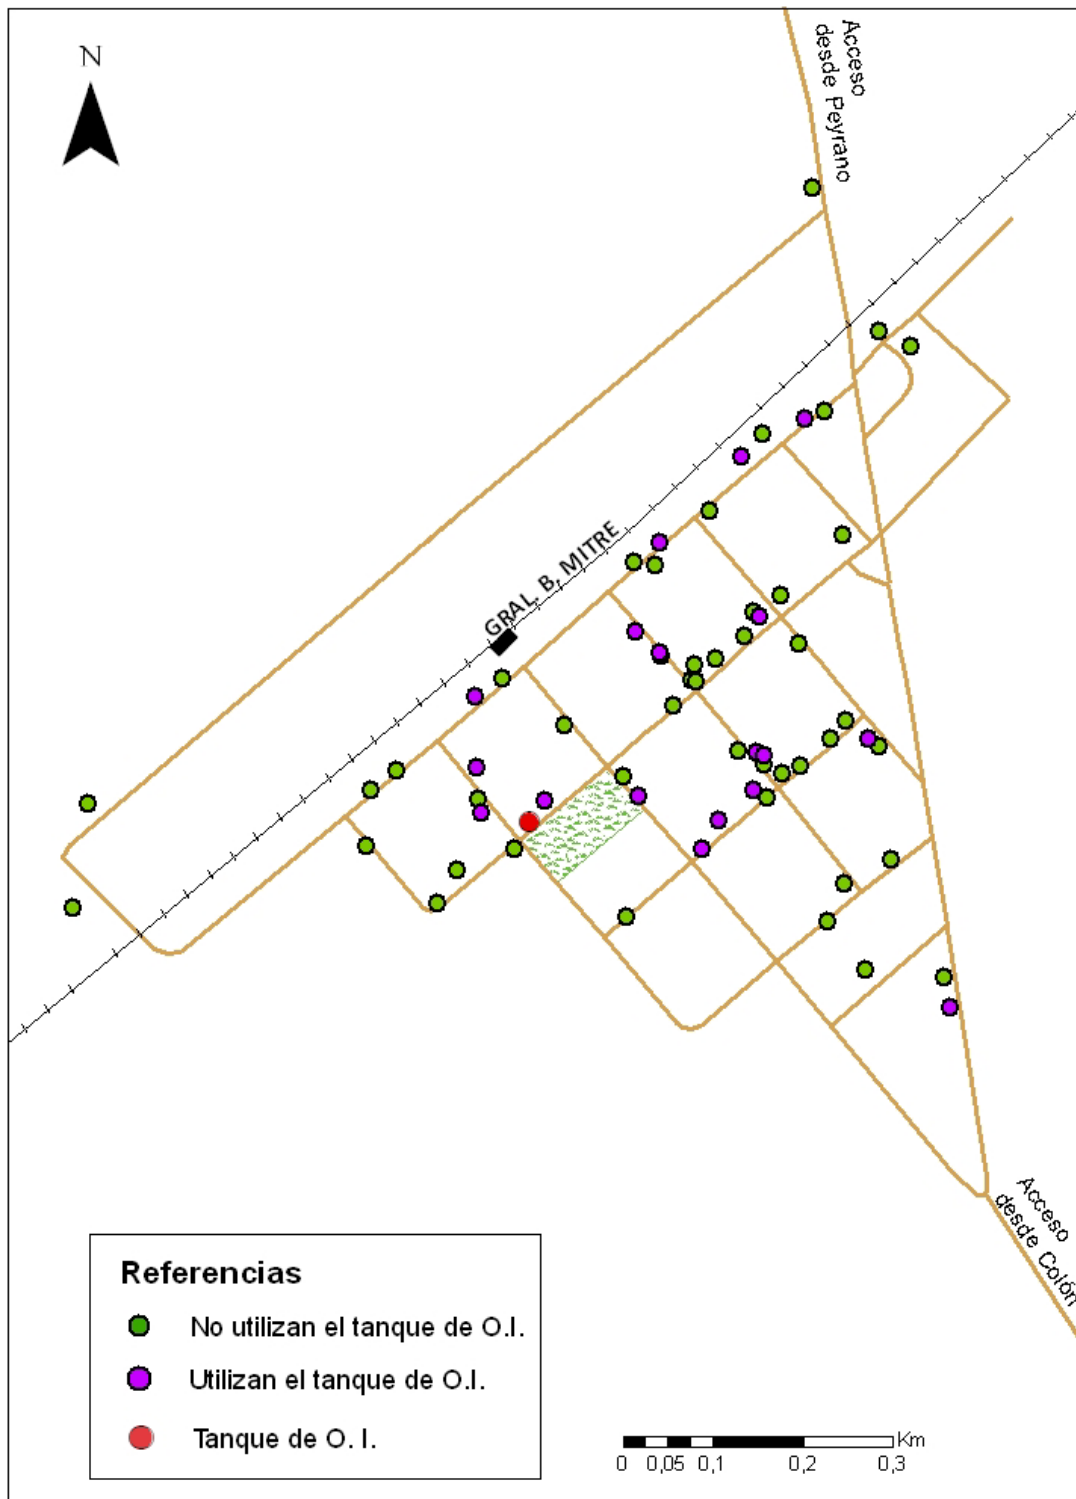 N
Acceso
desde Peyrano
GRAL. B. MITRE
Acceso
desde Colón
Referencias
No utilizan el tanque de O.I.
Utilizan el tanque de O.I.
Tanque de O. I.
Km
0 0,05 0,1 0,2 0,3